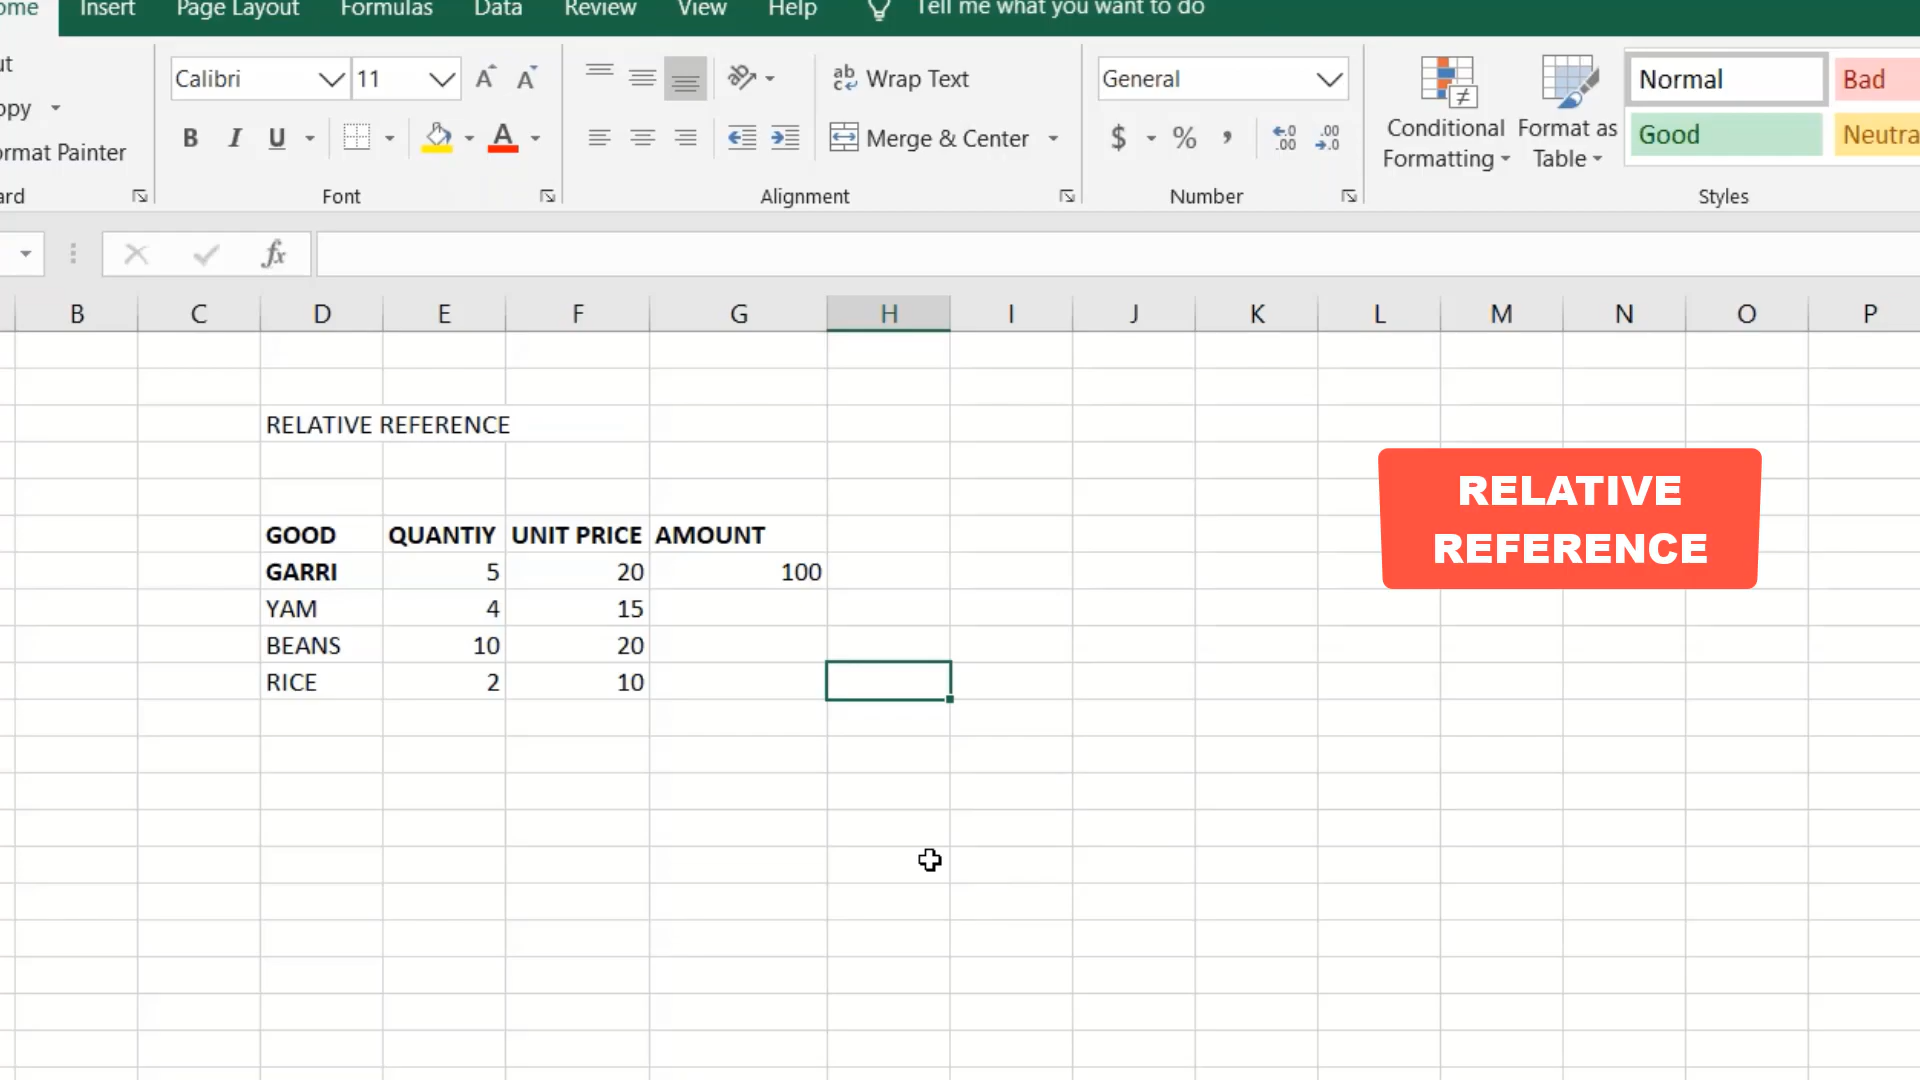 ome Insert Page Layout Formulas Data Review View Help Tell me what you want to do
ut
opy
ormat Painter
ard
Calibri 11 A A
B I U A
Font
ab Wrap Text
Merge & Center
Alignment
General
$ % , .00 .00
Number
Conditional Formatting
Format as Table
Normal Bad
Good Neutra
Styles
fx
B C D E F G H I J K L M N O P
RELATIVE REFERENCE
GOOD QUANTIY UNIT PRICE AMOUNT
GARRI 5 20 100
YAM 4 15
BEANS 10 20
RICE 2 10
RELATIVE
REFERENCE